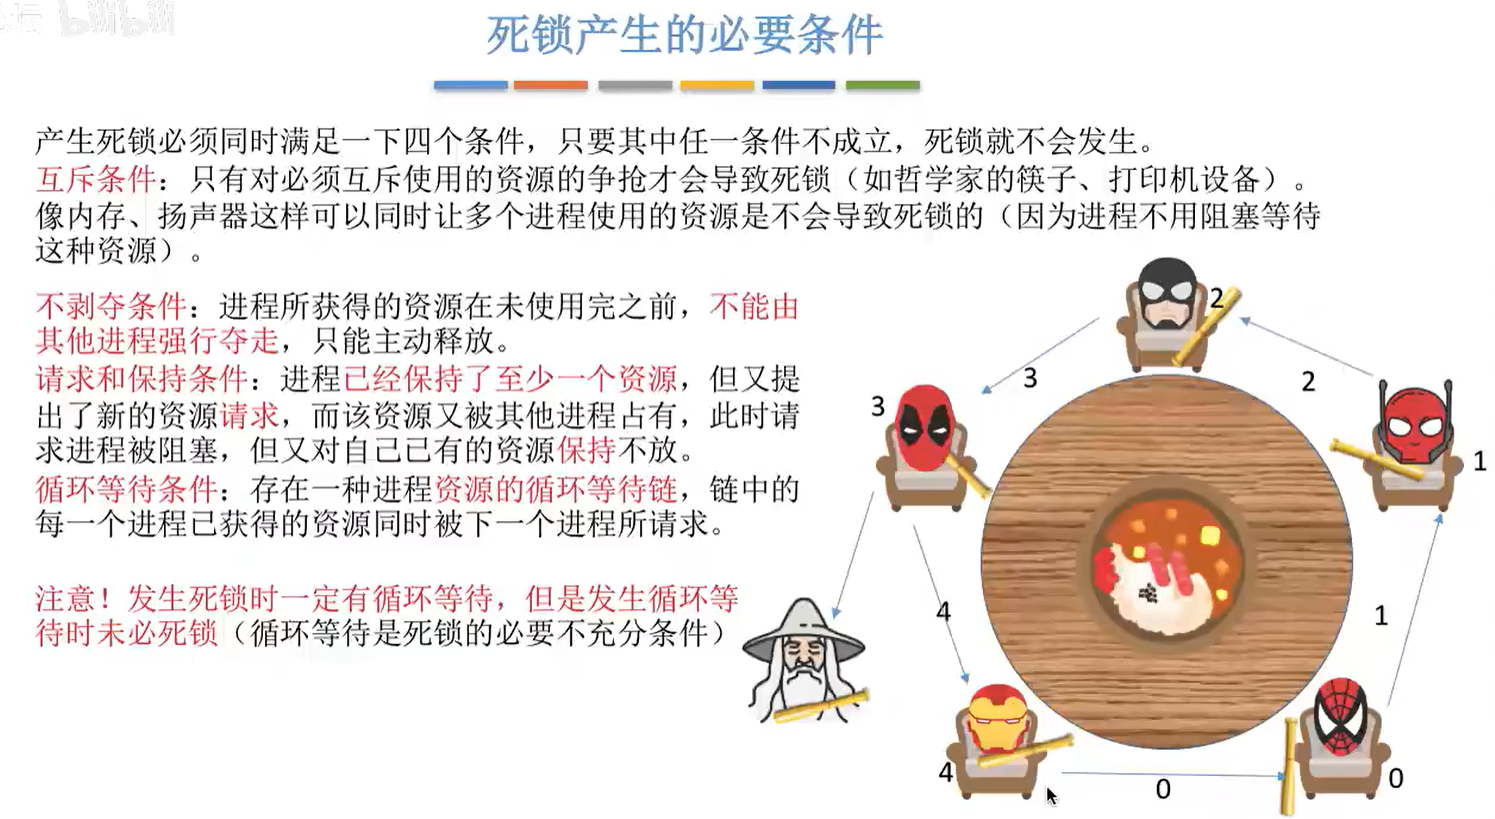 bilibili
死锁产生的必要条件
产生死锁必须同时满足一下四个条件，只要其中任一条件不成立，死锁就不会发生。
互斥条件：只有对必须互斥使用的资源的争抢才会导致死锁（如哲学家的筷子、打印机设备）。
像内存、扬声器这样可以同时让多个进程使用的资源是不会导致死锁的（因为进程不用阻塞等待
这种资源）。
不剥夺条件：进程所获得的资源在未使用完之前，不能由
其他进程强行夺走，只能主动释放。
请求和保持条件：进程已经保持了至少一个资源，但又提
出了新的资源请求，而该资源又被其他进程占有，此时请
求进程被阻塞，但又对自己已有的资源保持不放。
循环等待条件：存在一种进程资源的循环等待链，链中的
每一个进程已获得的资源同时被下一个进程所请求。
注意！发生死锁时一定有循环等待，但是发生循环等
待时未必死锁（循环等待是死锁的必要不充分条件）
2
3
2
3
1
4
1
4
0
0